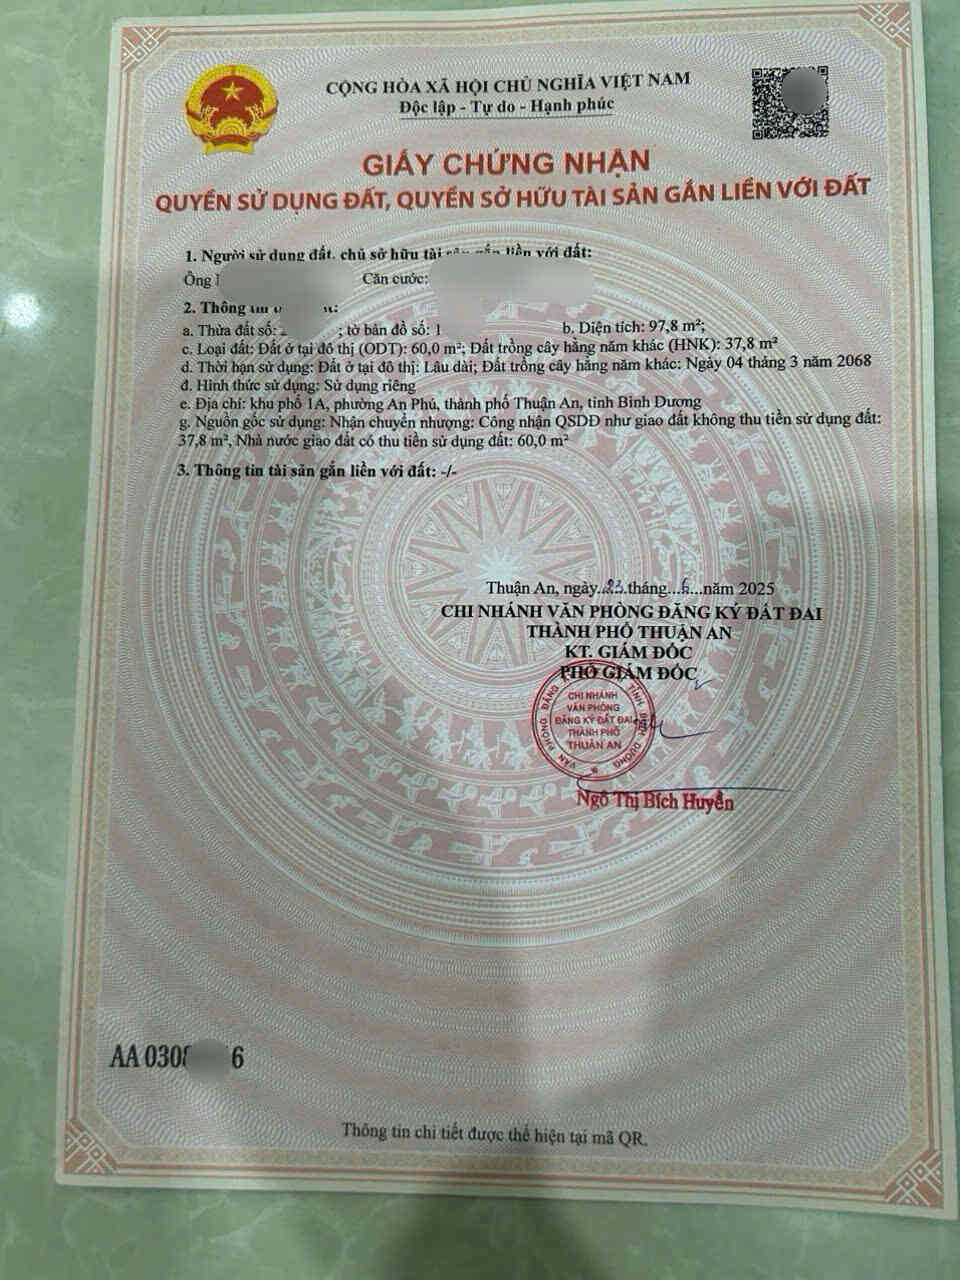 CỘNG HÒA XÃ HỘI CHỦ NGHĨA VIỆT NAM
Độc lập - Tự do - Hạnh phúc
GIẤY CHỨNG NHẬN
QUYỀN SỬ DỤNG ĐẤT, QUYỀN SỞ HỮU TÀI SẢN GẮN LIỀN VỚI ĐẤT
1. Người sử dụng đất, chủ sở hữu tài sản gắn liền với đất:
Ông Căn cước:
2. Thông tin
a. Thửa đất số: ; tờ bản đồ số: 1 b. Diện tích: 97,8 m²;
c. Loại đất: Đất ở tại đô thị (ODT): 60,0 m²; Đất trồng cây hằng năm khác (HNK): 37,8 m²
d. Thời hạn sử dụng: Đất ở tại đô thị: Lâu dài; Đất trồng cây hằng năm khác: Ngày 04 tháng 3 năm 2068
đ. Hình thức sử dụng: Sử dụng riêng
e. Địa chỉ: khu phố 1A, phường An Phú, thành phố Thuận An, tỉnh Bình Dương
g. Nguồn gốc sử dụng: Nhận chuyển nhượng: Công nhận QSDĐ như giao đất không thu tiền sử dụng đất:
37,8 m², Nhà nước giao đất có thu tiền sử dụng đất: 60,0 m²
3. Thông tin tài sản gắn liền với đất: -/-
Thuận An, ngày..23.tháng...6...năm 2025
CHI NHÁNH VĂN PHÒNG ĐĂNG KÝ ĐẤT ĐAI
THÀNH PHỐ THUẬN AN
KT. GIÁM ĐỐC
PHÓ GIÁM ĐỐC
VĂN PHÒNG ĐĂNG TỈNH BÌNH DƯƠNG
CHI NHÁNH
VĂN PHÒNG
ĐĂNG KÝ ĐẤT ĐAI
THÀNH PHỐ
THUẬN AN
Ngô Thị Bích Huyền
AA 030 6
Thông tin chi tiết được thể hiện tại mã QR.